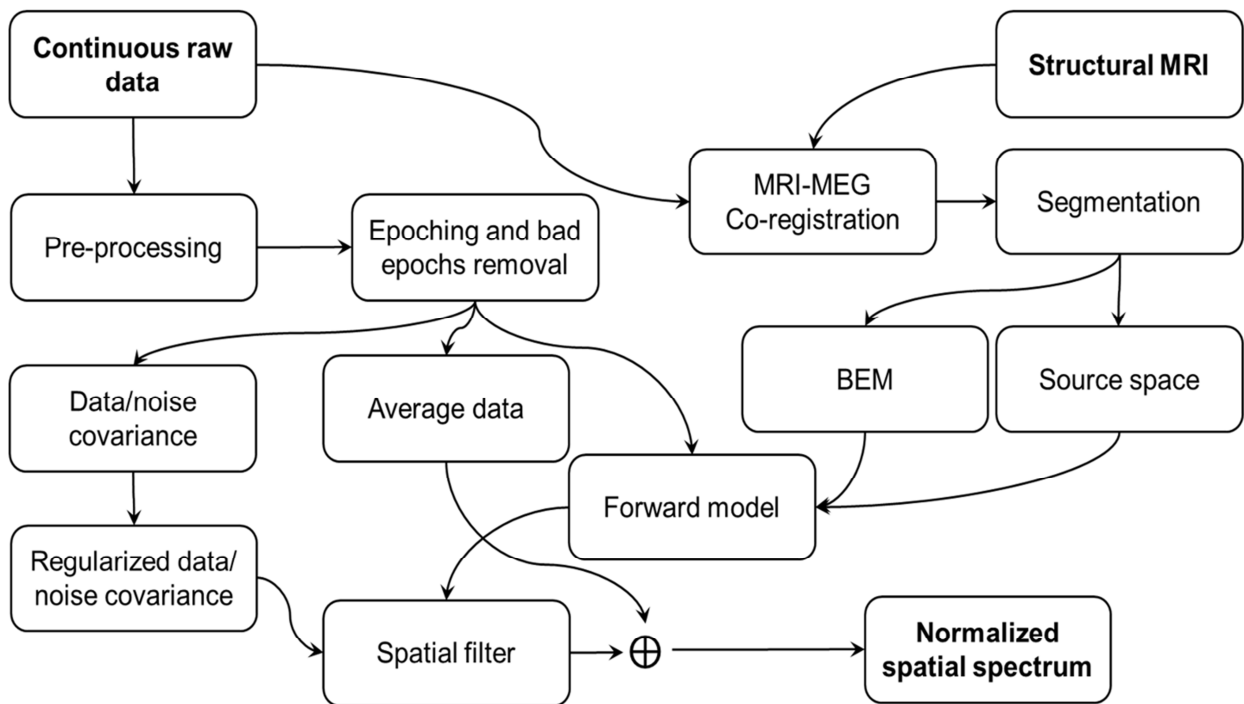 Continuous raw
data
Structural MRI
MRI-MEG
Co-registration
Segmentation
Pre-processing
Epoching and bad
epochs removal
BEM
Source space
Data/noise
covariance
Average data
Forward model
Regularized data/
noise covariance
Spatial filter
Normalized
spatial spectrum